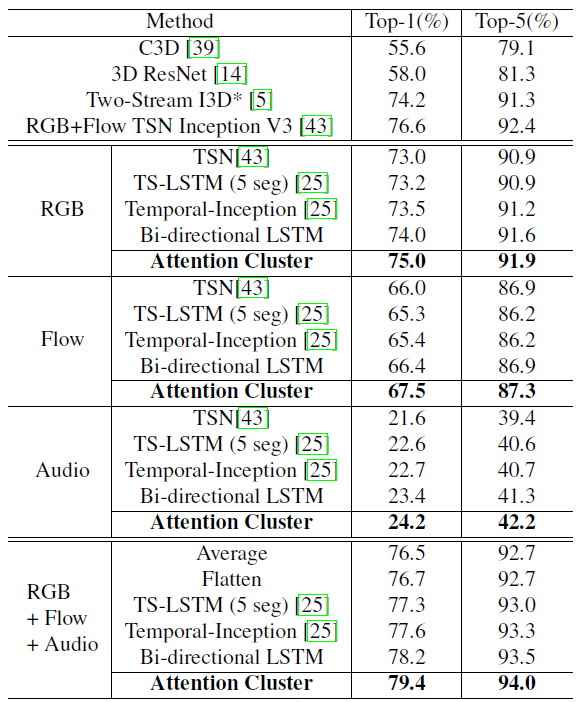 Method Top-1(%) Top-5(%)
C3D [39] 55.6 79.1
3D ResNet [14] 58.0 81.3
Two-Stream I3D* [5] 74.2 91.3
RGB+Flow TSN Inception V3 [43] 76.6 92.4
TSN[43] 73.0 90.9
TS-LSTM (5 seg) [25] 73.2 90.9
RGB Temporal-Inception [25] 73.5 91.2
Bi-directional LSTM 74.0 91.6
Attention Cluster 75.0 91.9
TSN[43] 66.0 86.9
TS-LSTM (5 seg) [25] 65.3 86.2
Flow Temporal-Inception [25] 65.4 86.2
Bi-directional LSTM 66.4 86.9
Attention Cluster 67.5 87.3
TSN[43] 21.6 39.4
TS-LSTM (5 seg) [25] 22.6 40.6
Audio Temporal-Inception [25] 22.7 40.7
Bi-directional LSTM 23.4 41.3
Attention Cluster 24.2 42.2
Average 76.5 92.7
Flatten 76.7 92.7
RGB TS-LSTM (5 seg) [25] 77.3 93.0
+ Flow Temporal-Inception [25] 77.6 93.3
+ Audio Bi-directional LSTM 78.2 93.5
Attention Cluster 79.4 94.0